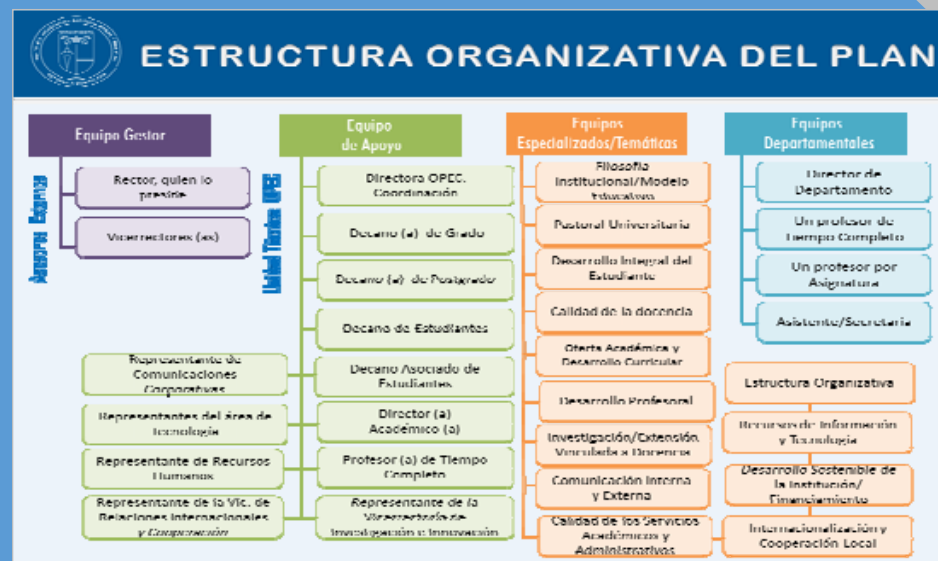 ESTRUCTURA ORGANIZATIVA DEL PLAN
Equipo Gestor
Rector, quien lo
preside
Vicerrectores (as)
Equipo
de Apoyo
Directora OPEC.
Coordinación
Decano (a) de Grado
Decano (a) de Postgrado
Decano de Estudiantes
Decano Asociado de
Estudiantes
Director (a)
Académico (a)
Profesor (a) de Tiempo
Completo
Representante de la
Vicerrectoría de
Investigación e Innovación
Representante de
Comunicaciones
Corporativas
Representantes del área de
Tecnología
Representante de Recursos
Humanos
Representante de la Vic. de
Relaciones Internacionales
y Cooperación
Equipos
Especializados/Temáticas
Filosofía
Institucional/Modelo
Educativo
Pastoral Universitaria
Desarrollo Integral del
Estudiante
Calidad de la docencia
Oferta Académica y
Desarrollo Curricular
Desarrollo Profesoral
Investigación/Extensión
Vinculada a Docencia
Comunicación Interna
y Externa
Calidad de los Servicios
Académicos y
Administrativos
Estructura Organizativa
Recursos de Información
y Tecnología
Desarrollo Sostenible de
la Institución/
Financiamiento
Internacionalización y
Cooperación Local
Equipos
Departamentales
Director de
Departamento
Un profesor de
Tiempo Completo
Un profesor por
Asignatura
Asistente/Secretaria